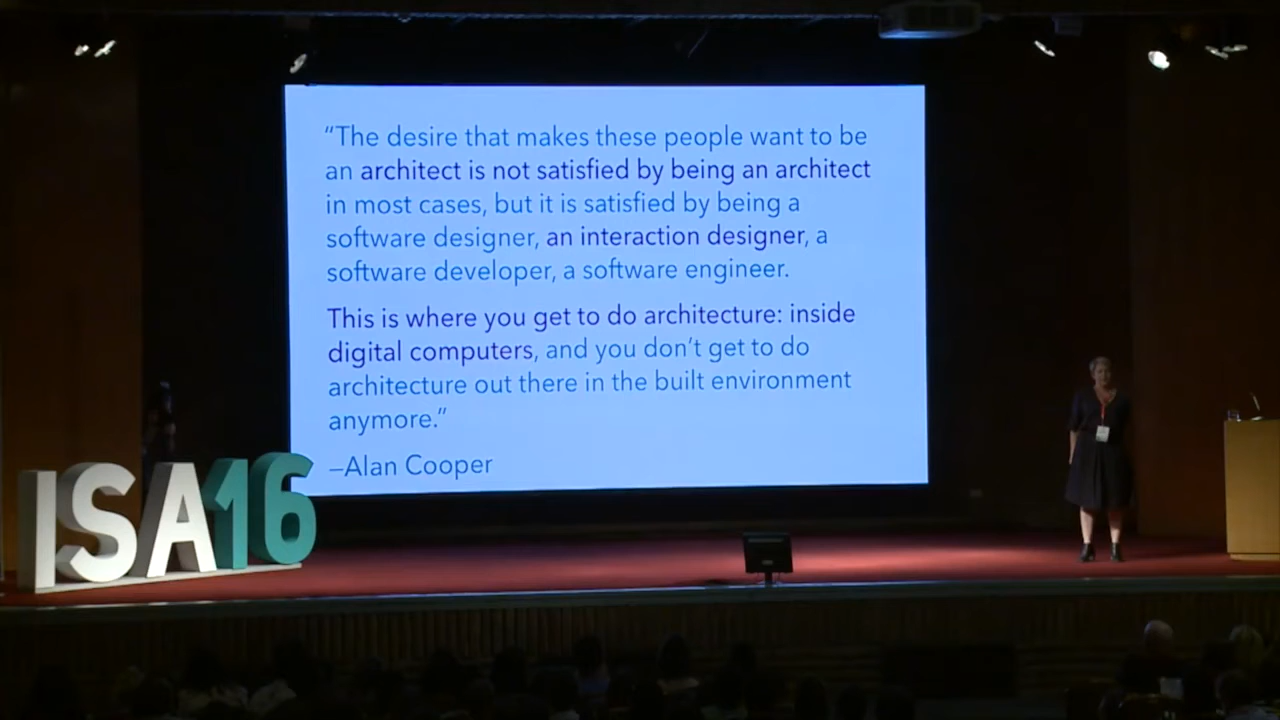 “The desire that makes these people want to be
an architect is not satisfied by being an architect
in most cases, but it is satisfied by being a
software designer, an interaction designer, a
software developer, a software engineer.
This is where you get to do architecture: inside
digital computers, and you don’t get to do
architecture out there in the built environment
anymore.”
–Alan Cooper
ISA16